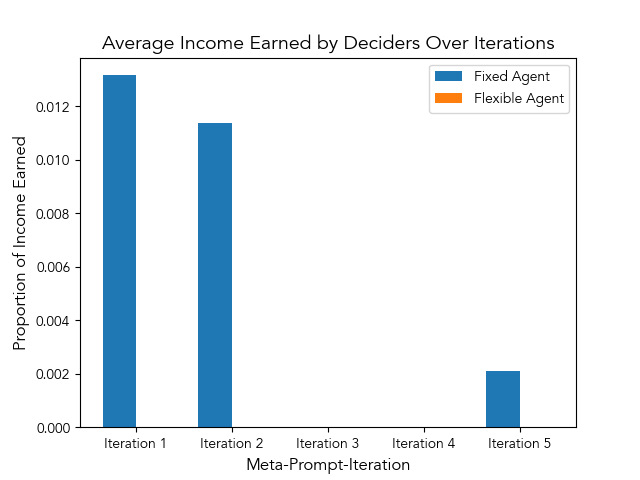 Average Income Earned by Deciders Over Iterations
Fixed Agent
Flexible Agent
Proportion of Income Earned
0.012
0.010
0.008
0.006
0.004
0.002
0.000
Iteration 1
Iteration 2
Iteration 3
Iteration 4
Iteration 5
Meta-Prompt-Iteration